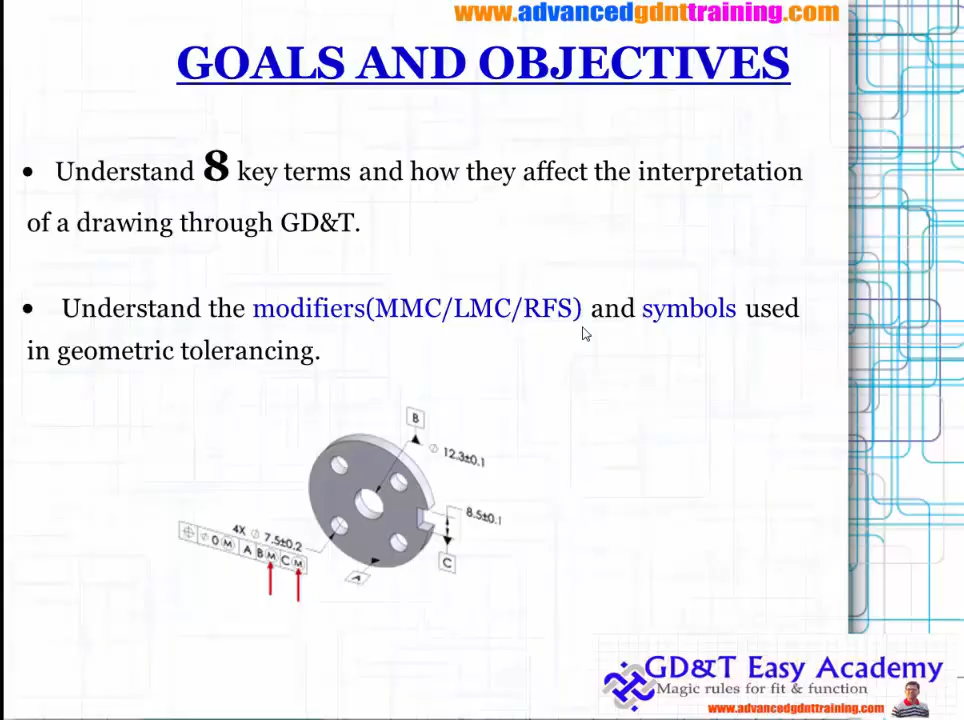 www.advancedgdnttraining.com
GOALS AND OBJECTIVES
• Understand 8 key terms and how they affect the interpretation
of a drawing through GD&T.
• Understand the modifiers(MMC/LMC/RFS) and symbols used
in geometric tolerancing.
B
∅ 12.3±0.1
8.5±0.1
C
4X ∅ 7.5±0.2
⌖ ∅ 0 Ⓜ A B Ⓜ C Ⓜ
A
GD&T Easy Academy
Magic rules for fit & function
www.advancedgdnttraining.com